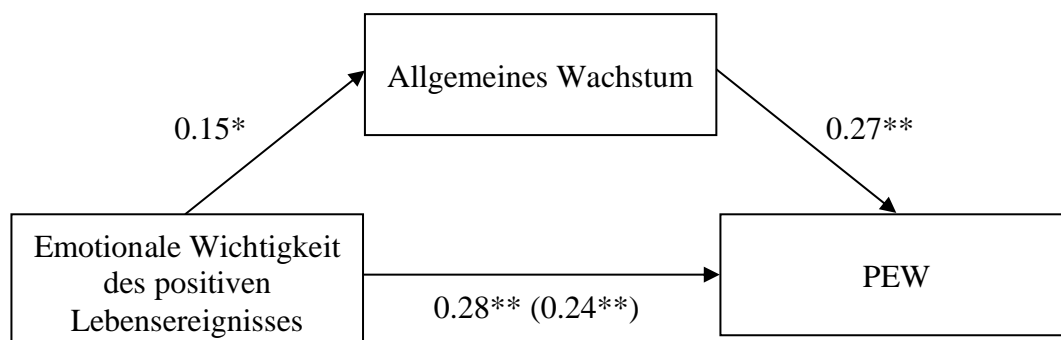 Allgemeines Wachstum
0.15*
0.27**
Emotionale Wichtigkeit
des positiven
Lebensereignisses
PEW
0.28** (0.24**)